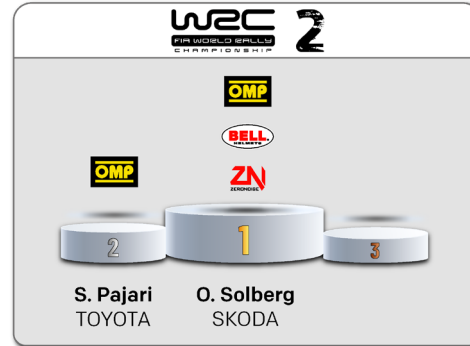 WRC 2
FIA WORLD RALLY
CHAMPIONSHIP
OMP
BELL
HELMETS
OMP
ZN
ZERONOISE
2
1
3
S. Pajari
O. Solberg
TOYOTA
SKODA